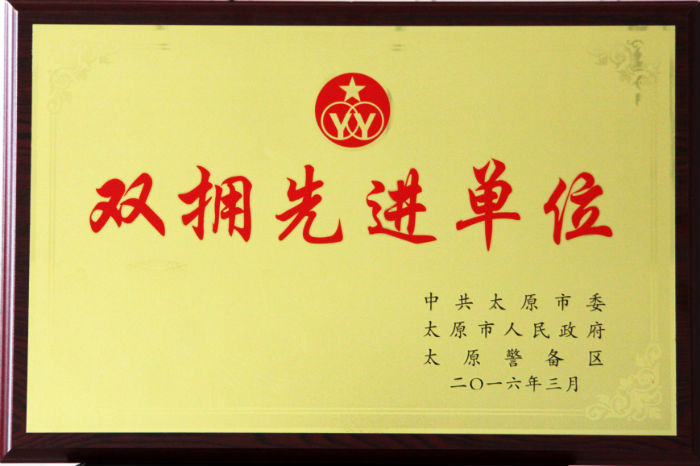 YY
双拥先进单位
中共太原市委
太原市人民政府
太原警备区
二〇一六年三月